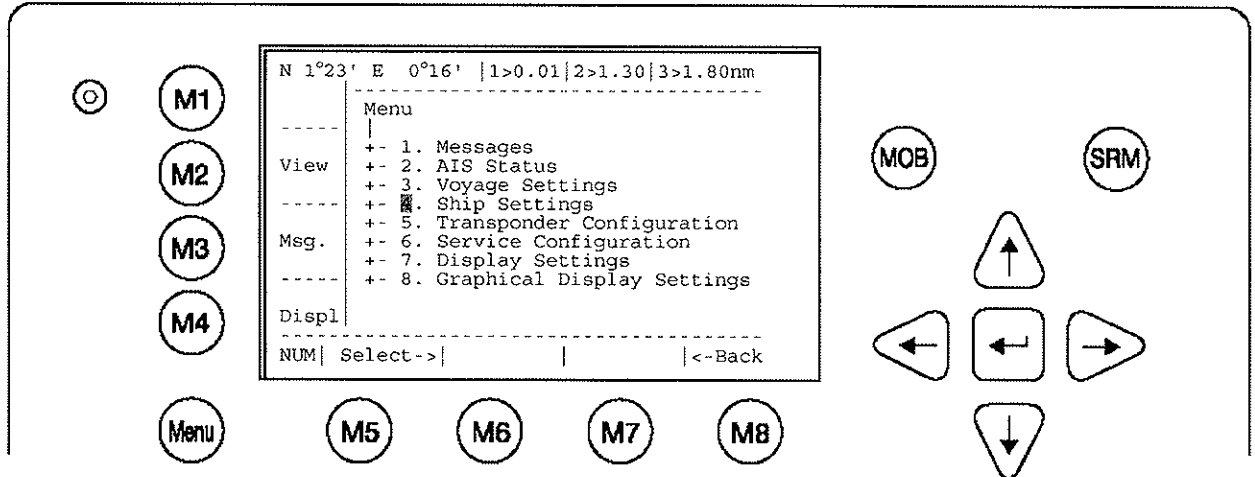 N 1°23' E 0°16' |1>0.01|2>1.30|3>1.80nm
M1
Menu
+- 1. Messages
View
+- 2. AIS Status
M2
+- 3. Voyage Settings
+- 4. Ship Settings
+- 5. Transponder Configuration
Msg.
+- 6. Service Configuration
M3
+- 7. Display Settings
+- 8. Graphical Display Settings
Displ
M4
NUM| Select->| | |<-Back
MOB
SRM
Menu
M5
M6
M7
M8